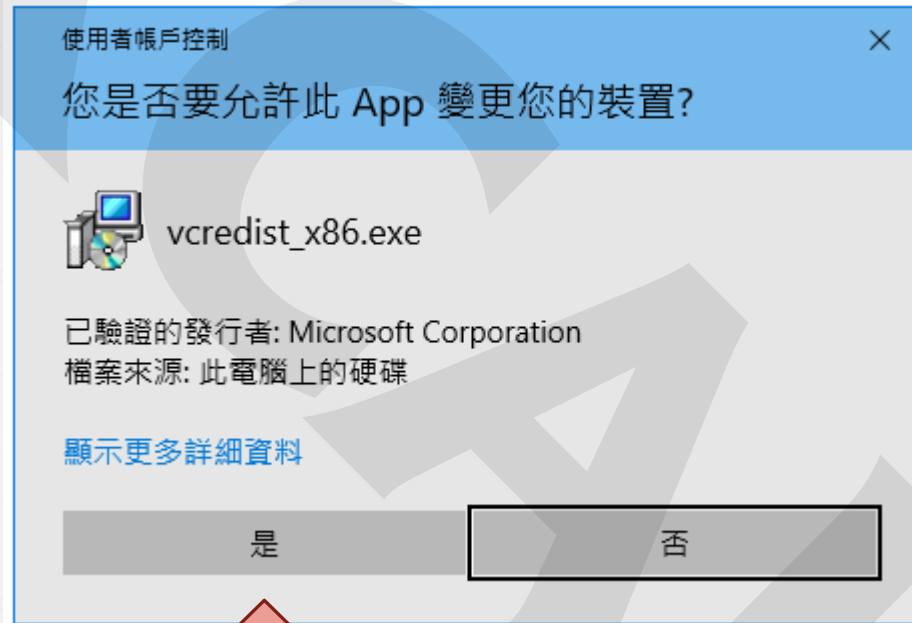 使用者帳戶控制
您是否要允許此 App 變更您的裝置?
vcredist_x86.exe
已驗證的發行者: Microsoft Corporation
檔案來源: 此電腦上的硬碟
顯示更多詳細資料
是
否